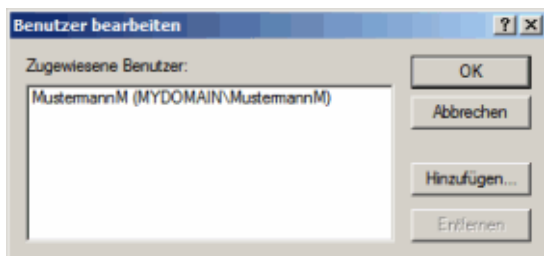 Benutzer bearbeiten
Zugewiesene Benutzer:
MustermannM (MYDOMAIN\MustermannM)
OK
Abbrechen
Hinzufügen...
Entfernen